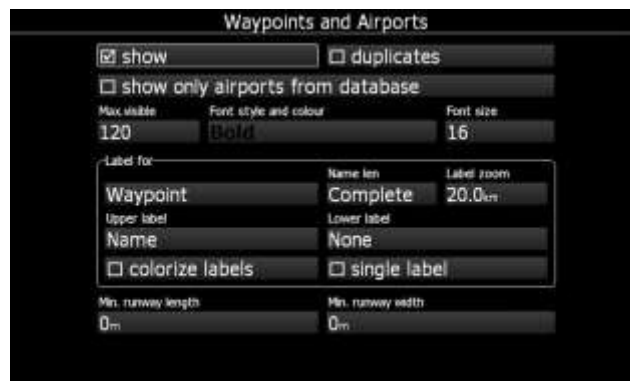 Waypoints and Airports
show
duplicates
show only airports from database
Max.visible
Font style and colour
Font size
120
Bold
16
Label for
Name len
Label zoom
Waypoint
Complete
20.0km
Upper label
Lower label
Name
None
colorize labels
single label
Min. runway length
Min. runway width
0m
0m